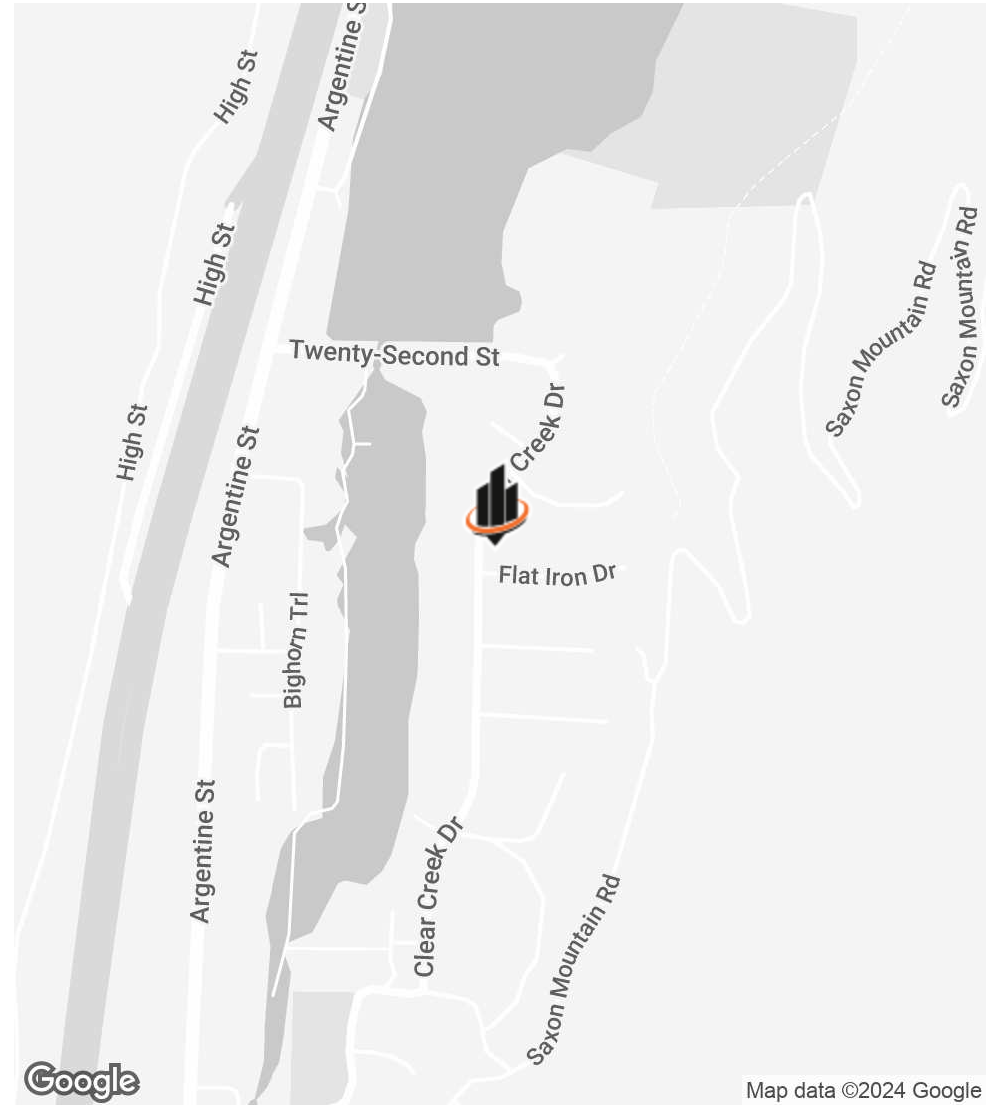 High St
Argentine S
High St
Saxon Mountain Rd
Saxon Mountain Rd
Twenty-Second St
Creek Dr
High St
Argentine St
Flat Iron Dr
Bighorn Trl
Argentine St
Clear Creek Dr
Saxon Mountain Rd
Google
Map data ©2024 Google